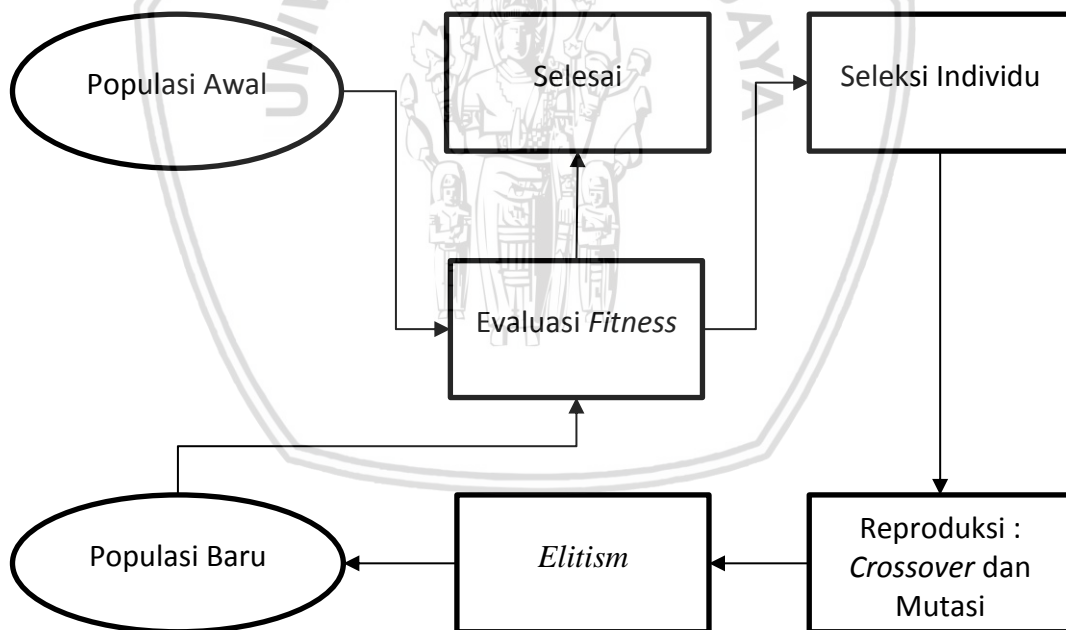 Populasi Awal
Selesai
Seleksi Individu
Evaluasi Fitness
Populasi Baru
Elitism
Reproduksi :
Crossover dan
Mutasi